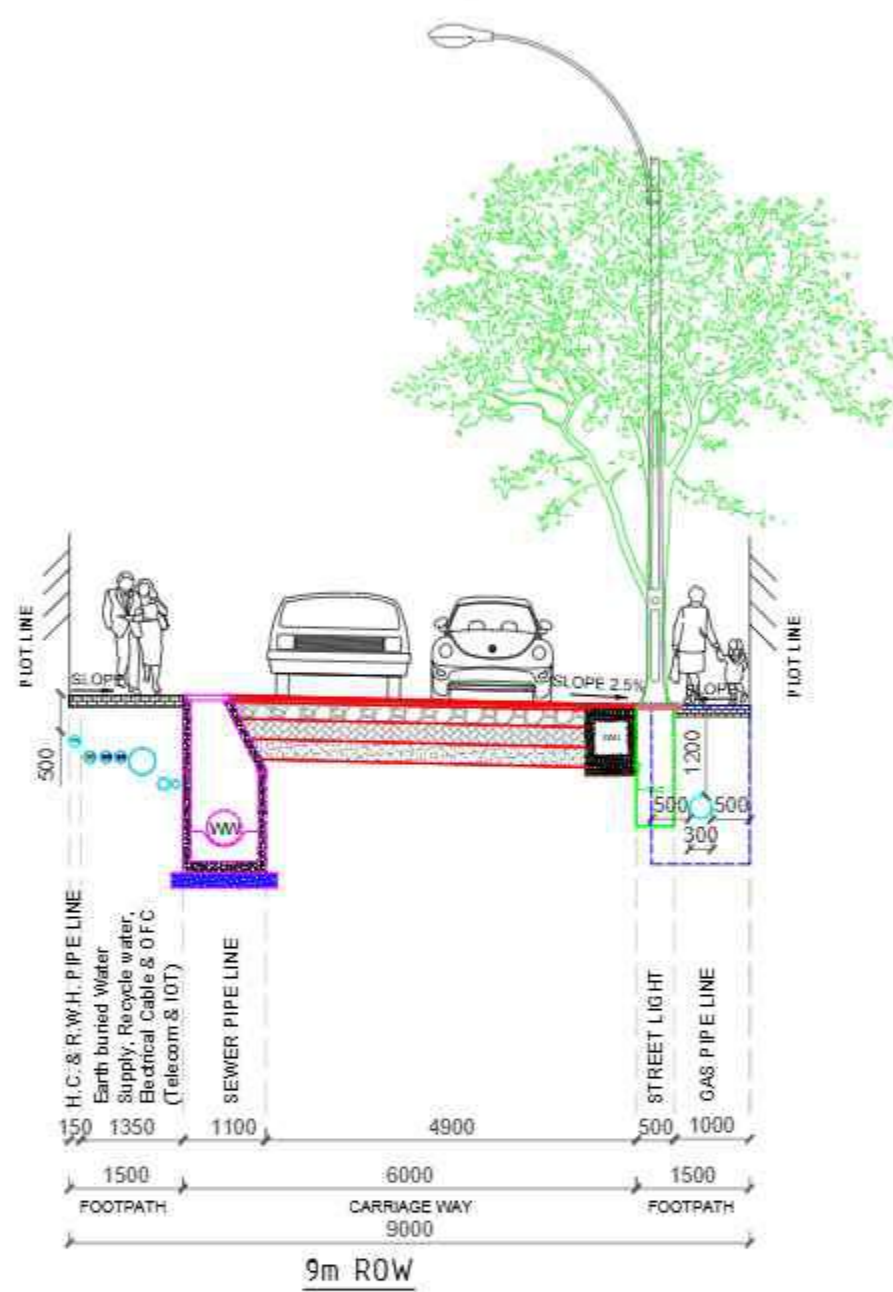 PLOT LINE
SLOPE
SLOPE 2.5%
SLOPE
PLOT LINE
500
1200
500
500
300
WW
H.C. & R.W.H. PIPE LINE
Earth buried Water
Supply, Recycle water,
Electrical Cable & OFC
(Telecom & IOT)
SEWER PIPE LINE
STREET LIGHT
GAS PIPE LINE
150
1350
1100
4900
500
1000
1500
6000
1500
FOOTPATH
CARRIAGE WAY
FOOTPATH
9000
9m ROW